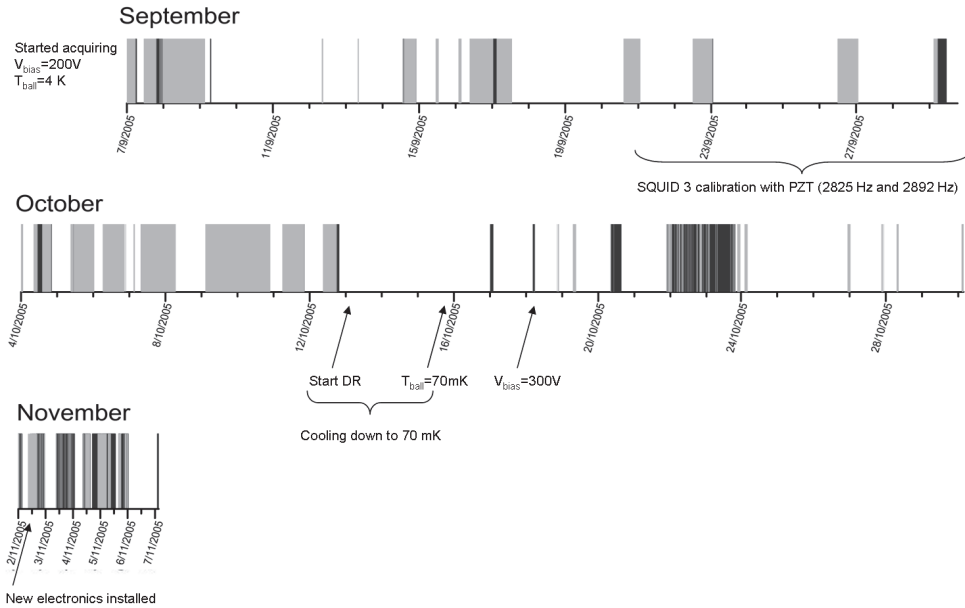 September
Started acquiring
Vbias=200V
Tball=4 K
7/9/2005
11/9/2005
15/9/2005
19/9/2005
23/9/2005
27/9/2005
SQUID 3 calibration with PZT (2825 Hz and 2892 Hz)
October
4/10/2005
8/10/2005
12/10/2005
16/10/2005
20/10/2005
24/10/2005
28/10/2005
Start DR
Tball=70mK
Vbias=300V
Cooling down to 70 mK
November
2/11/2005
3/11/2005
4/11/2005
5/11/2005
6/11/2005
7/11/2005
New electronics installed